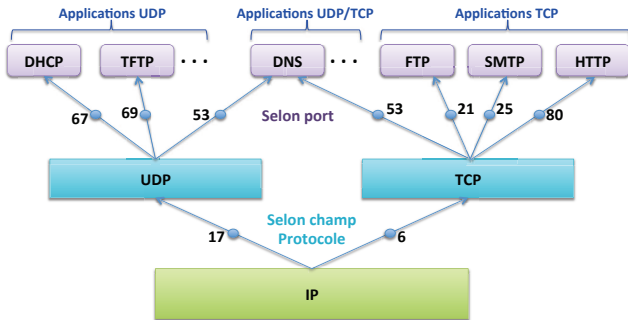 Applications UDP
Applications UDP/TCP
Applications TCP
DHCP
TFTP
. . .
DNS
. . .
FTP
SMTP
HTTP
67
69
53
Selon port
53
21
25
80
UDP
TCP
Selon champ
Protocole
17
6
IP